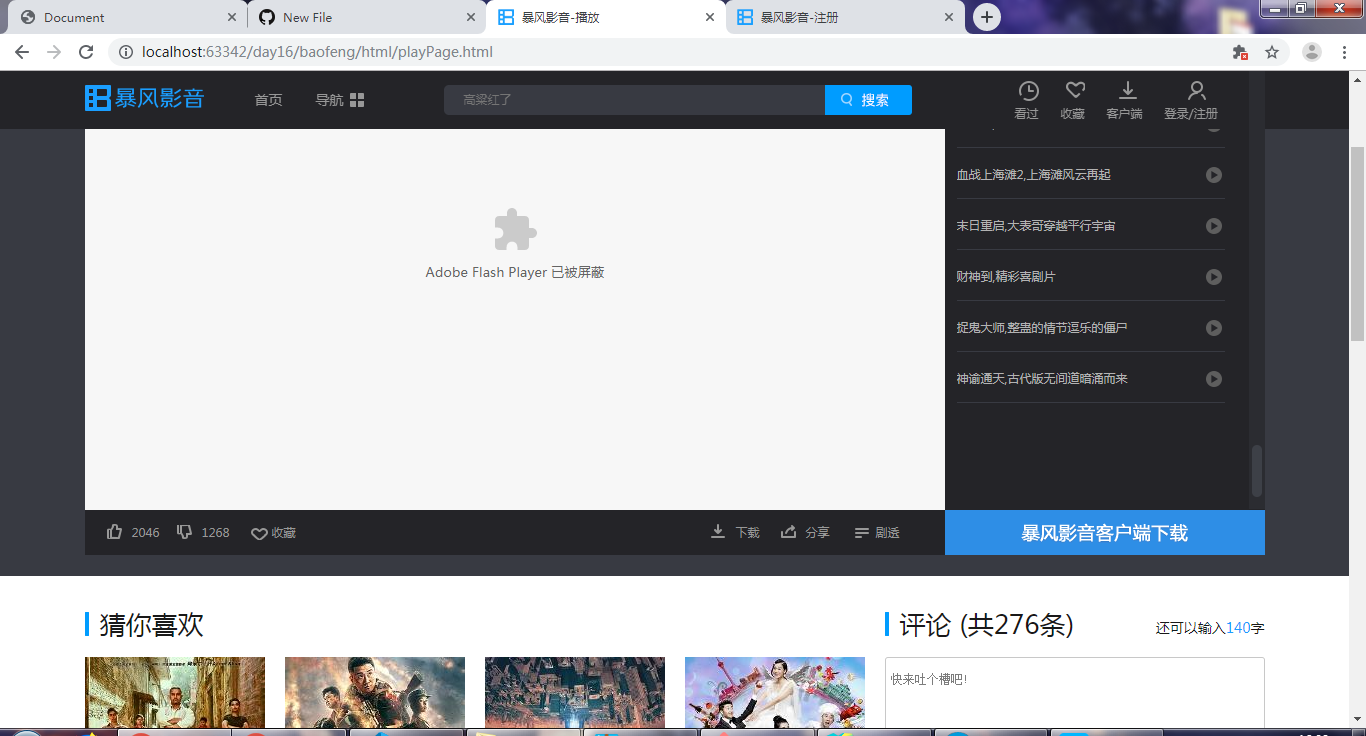 Document
New File
暴风影音-播放
暴风影音-注册
localhost:63342/day16/baofeng/html/playPage.html
暴风影音
首页
导航
高粱红了
搜索
看过
收藏
客户端
登录/注册
Adobe Flash Player 已被屏蔽
血战上海滩2,上海滩风云再起
末日重启,大表哥穿越平行宇宙
财神到,精彩喜剧片
捉鬼大师,整蛊的情节逗乐的僵尸
神谕通天,古代版无间道暗涌而来
2046
1268
收藏
下载
分享
剧透
暴风影音客户端下载
猜你喜欢
评论 (共276条)
还可以输入140字
快来吐个槽吧!